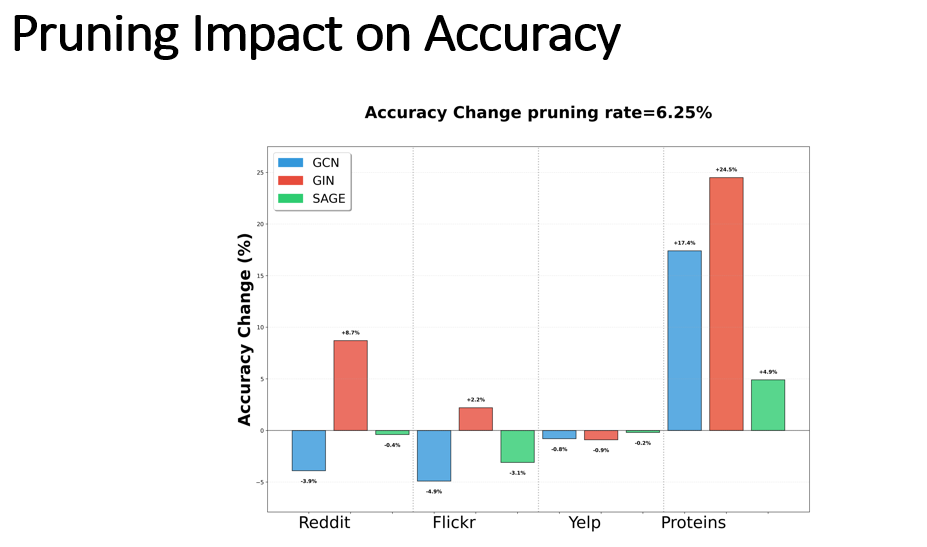 Pruning Impact on Accuracy
Accuracy Change pruning rate=6.25%
GCN
GIN
SAGE
Accuracy Change (%)
25
20
15
10
5
0
−5
-3.9%
+8.7%
-0.4%
-4.9%
+2.2%
-3.1%
-0.8%
-0.9%
-0.2%
+17.4%
+24.5%
+4.9%
Reddit Flickr Yelp Proteins